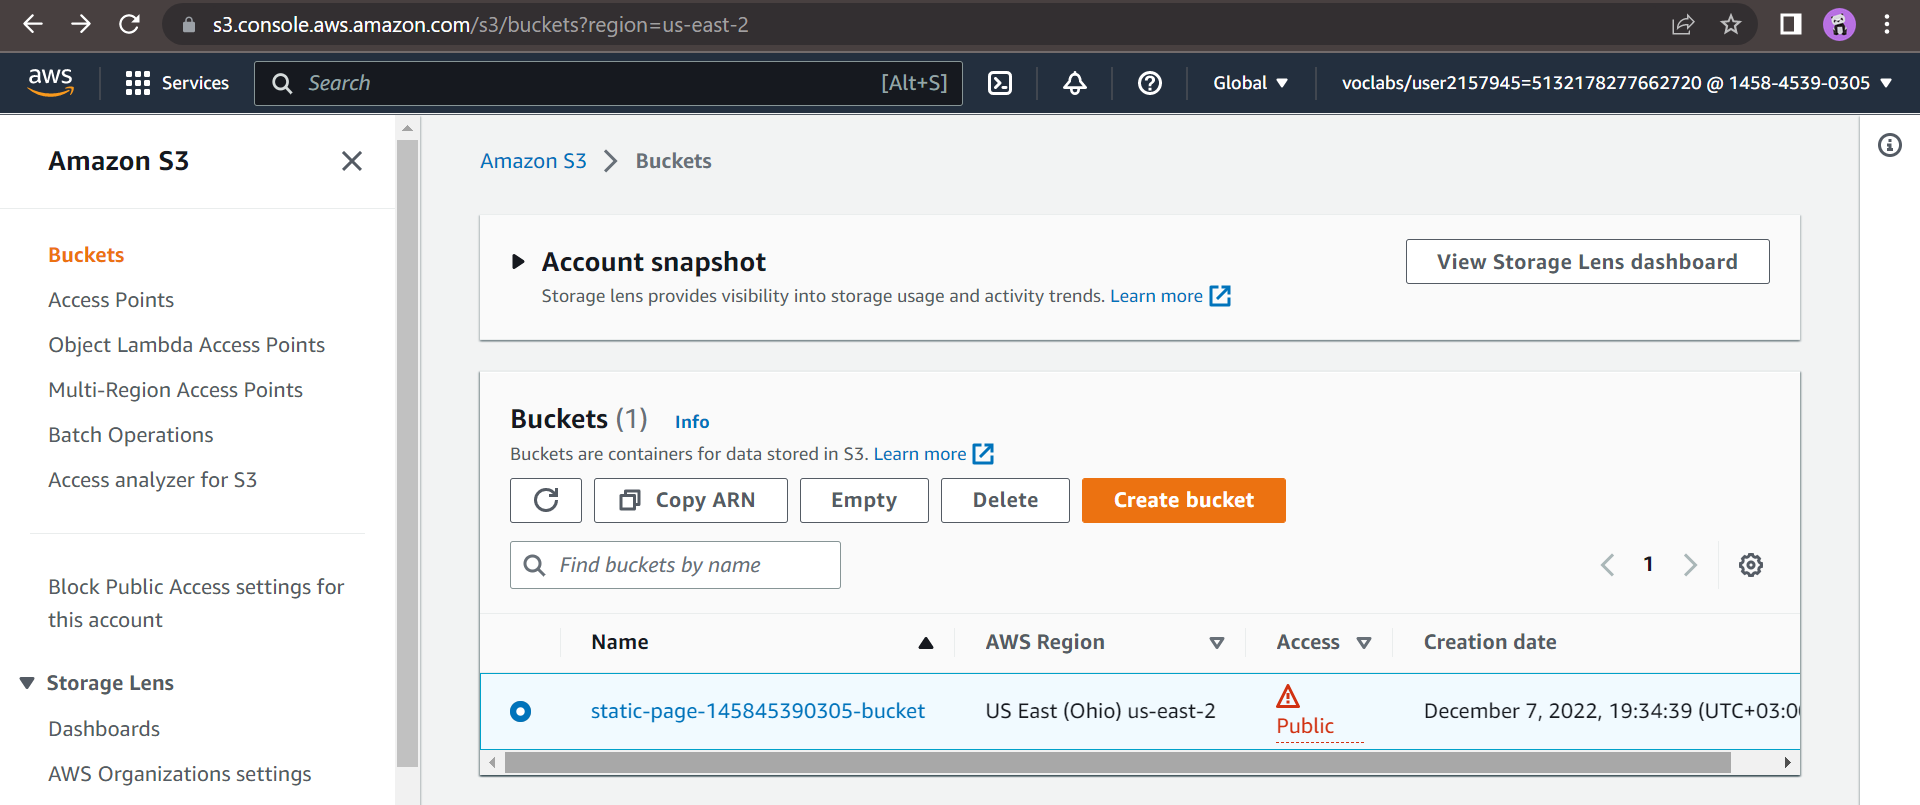 s3.console.aws.amazon.com/s3/buckets?region=us-east-2
aws
Services
Search
[Alt+S]
Global
voclabs/user2157945=5132178277662720 @ 1458-4539-0305
Amazon S3
Buckets
Access Points
Object Lambda Access Points
Multi-Region Access Points
Batch Operations
Access analyzer for S3
Block Public Access settings for
this account
Storage Lens
Dashboards
AWS Organizations settings
Amazon S3 > Buckets
Account snapshot
Storage lens provides visibility into storage usage and activity trends. Learn more
View Storage Lens dashboard
Buckets (1) Info
Buckets are containers for data stored in S3. Learn more
Copy ARN
Empty
Delete
Create bucket
Find buckets by name
1
Name
AWS Region
Access
Creation date
static-page-145845390305-bucket
US East (Ohio) us-east-2
Public
December 7, 2022, 19:34:39 (UTC+03:0